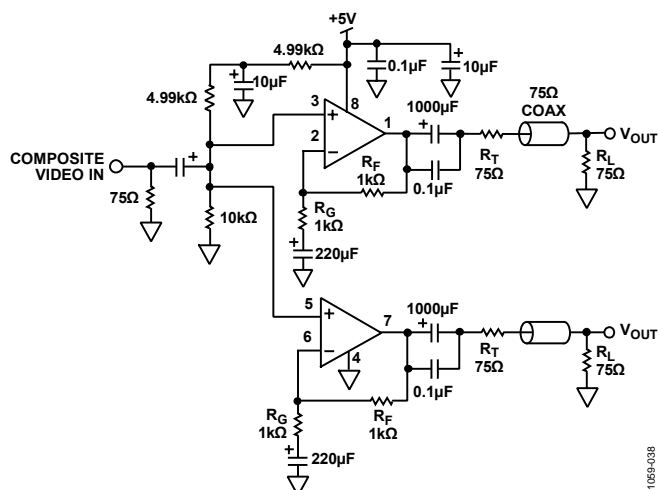 +5V
4.99kΩ
10µF
0.1µF
10µF
4.99kΩ
1000µF
75Ω
COAX
3
8
1
2
+
−
VOUT
COMPOSITE
VIDEO IN
RF
1kΩ
0.1µF
RT
75Ω
RL
75Ω
75Ω
10kΩ
RG
1kΩ
220µF
5
7
6
4
+
−
1000µF
VOUT
RT
75Ω
RL
75Ω
0.1µF
RG
1kΩ
RF
1kΩ
220µF
1059-038